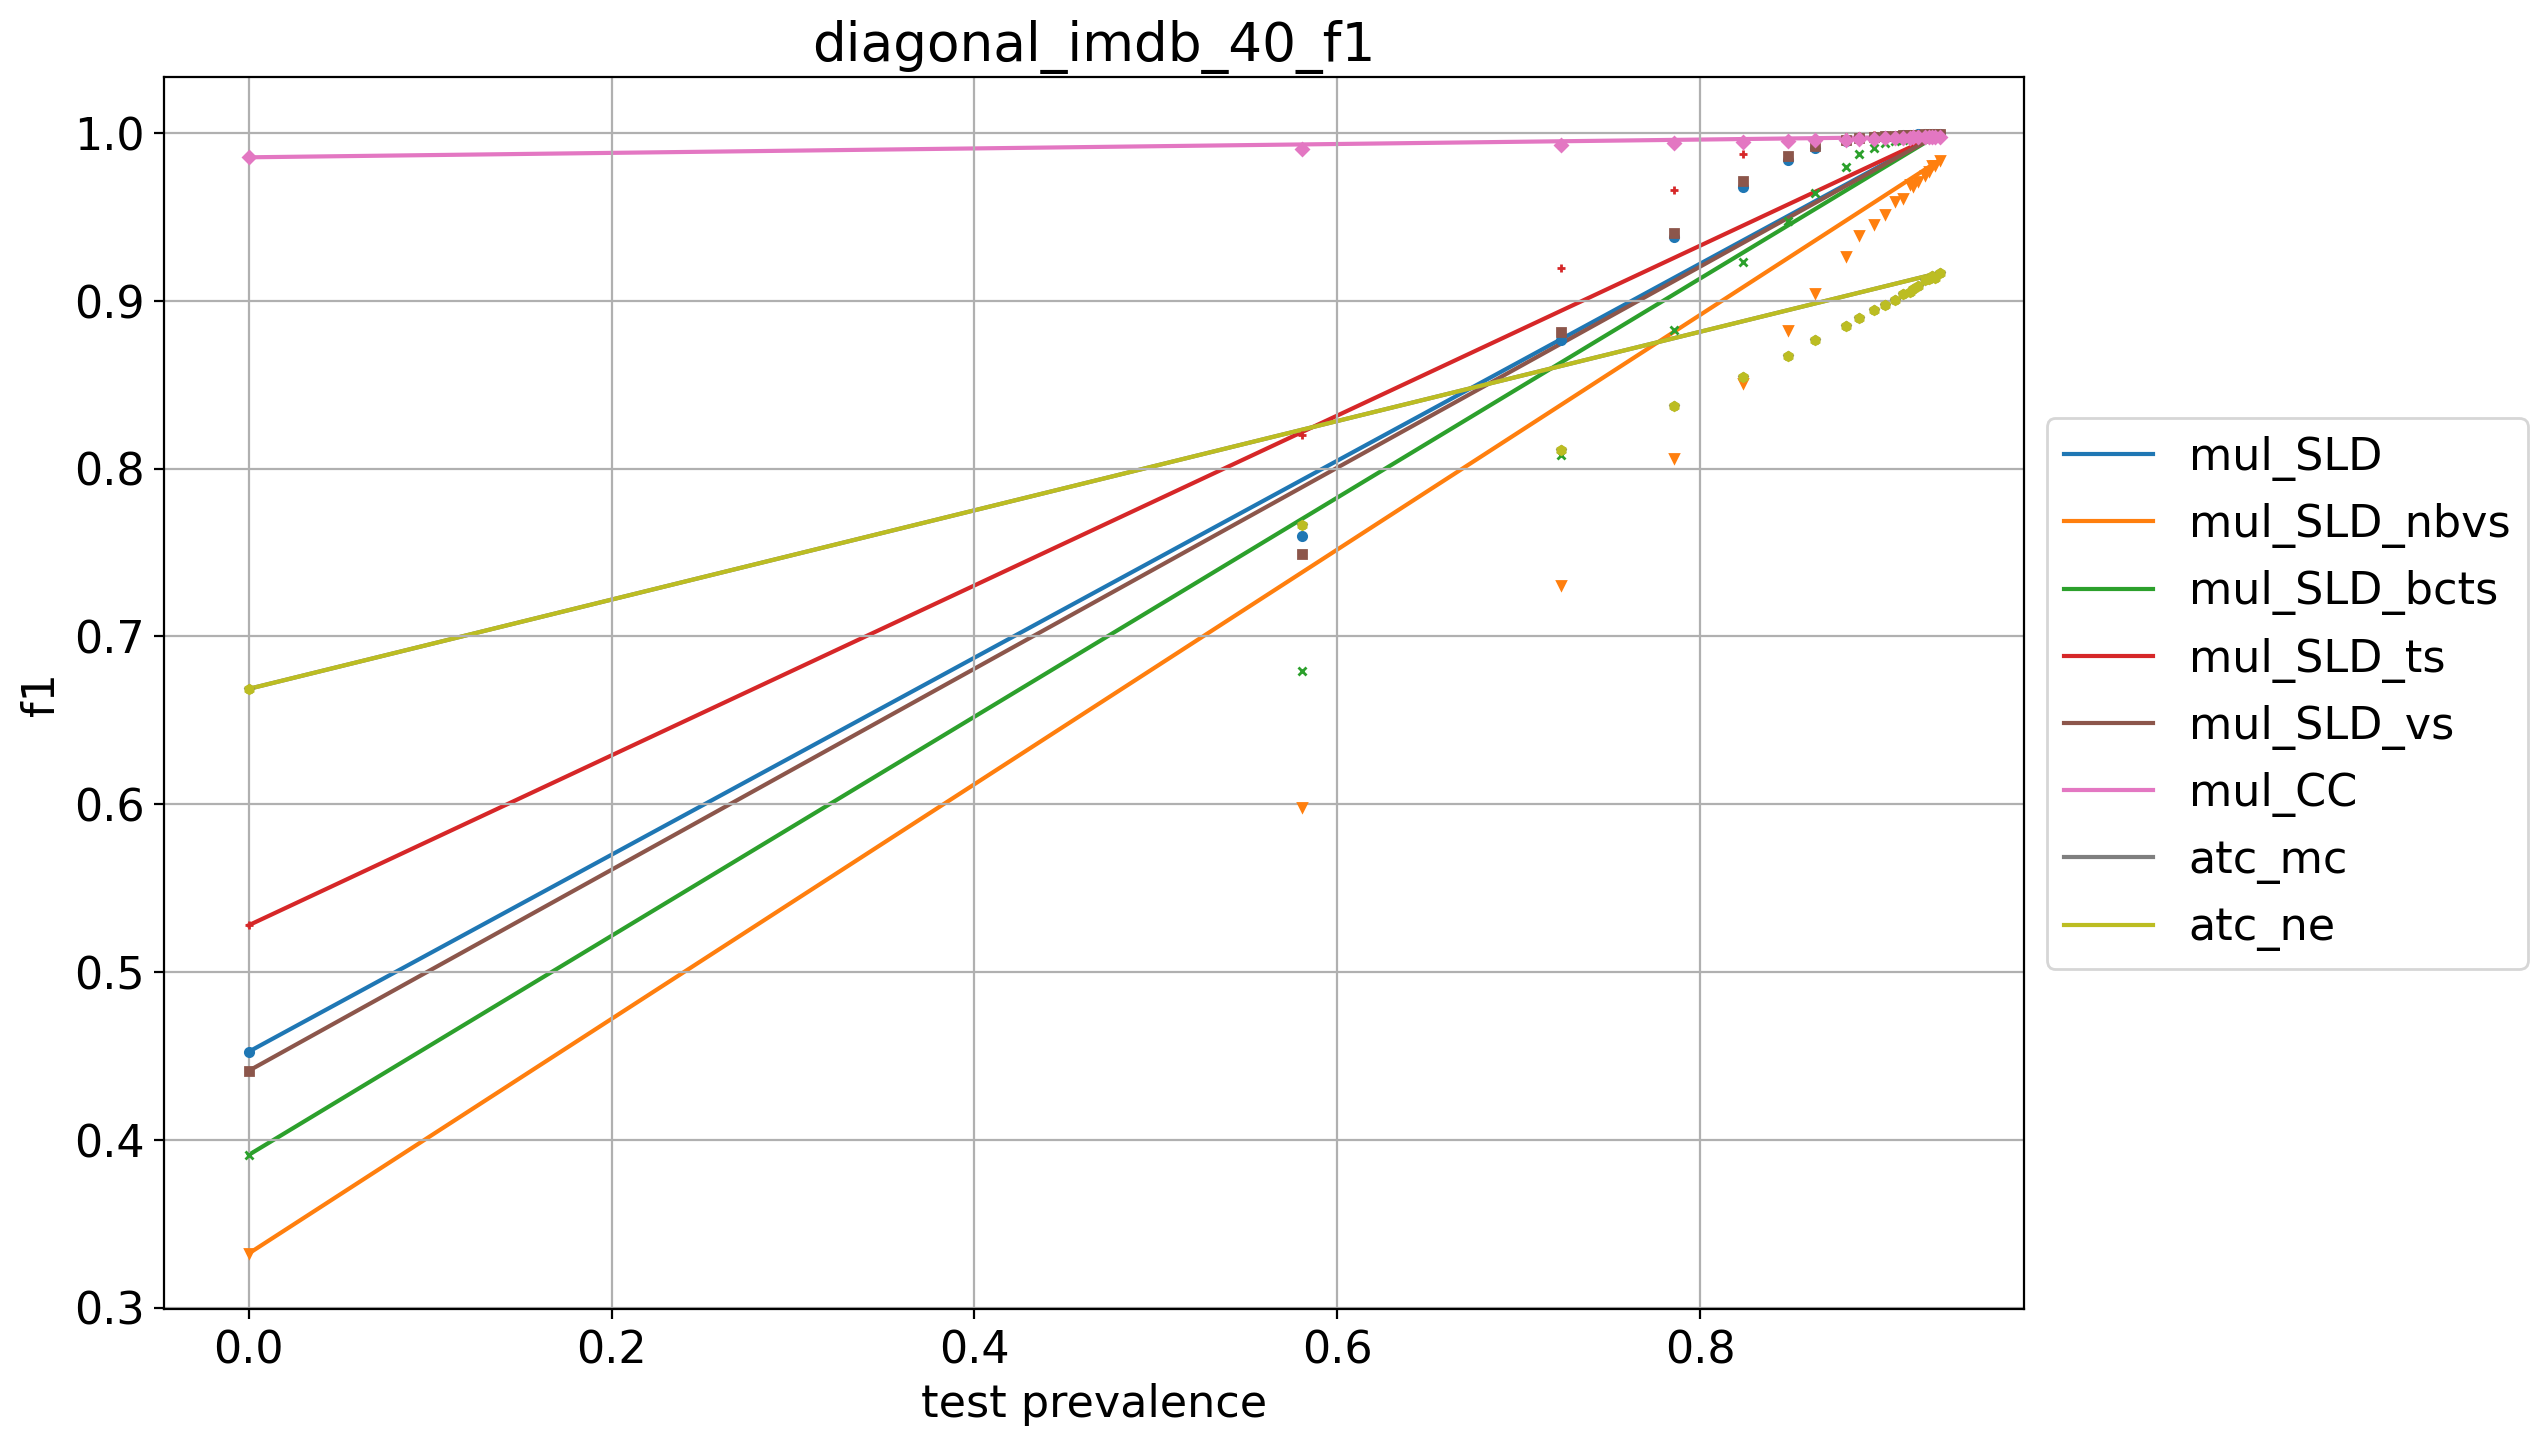 diagonal_imdb_40_f1
1.0
0.9
0.8
0.7
0.6
0.5
0.4
0.3
f1
0.0 0.2 0.4 0.6 0.8
test prevalence
mul_SLD
mul_SLD_nbvs
mul_SLD_bcts
mul_SLD_ts
mul_SLD_vs
mul_CC
atc_mc
atc_ne